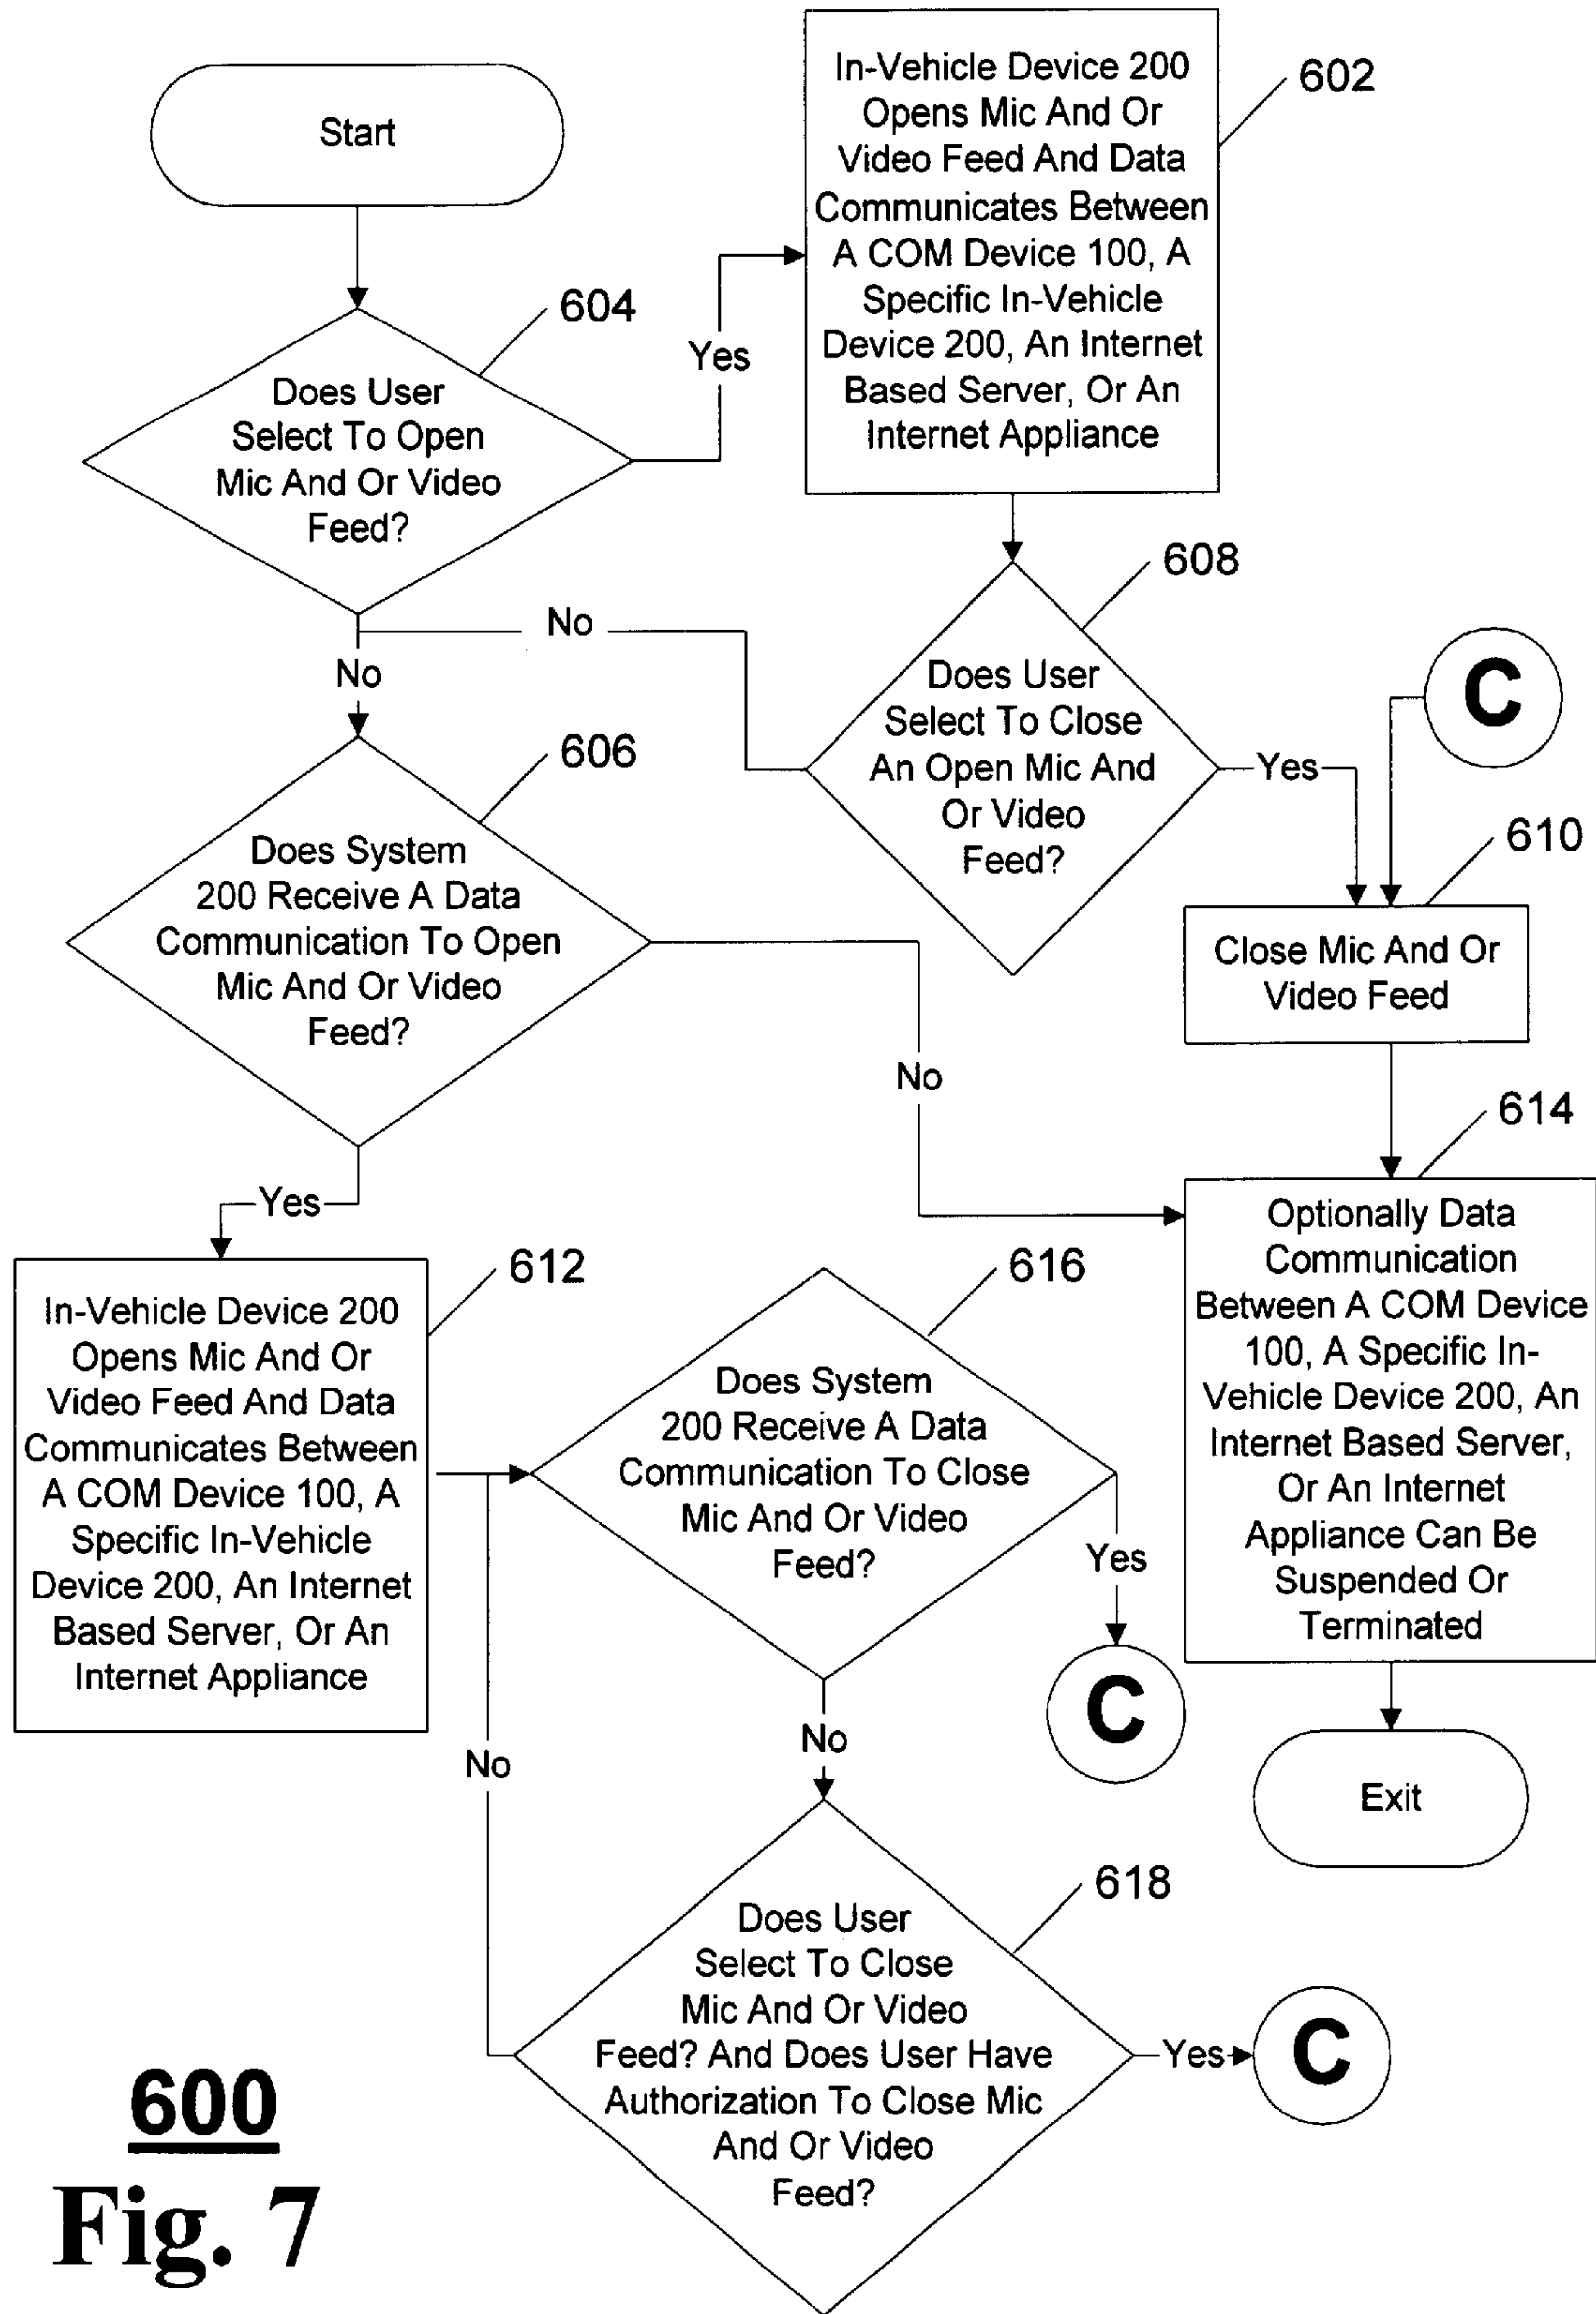 Start
604
Does User
Select To Open
Mic And Or Video
Feed?
Yes
No
In-Vehicle Device 200
Opens Mic And Or
Video Feed And Data
Communicates Between
A COM Device 100, A
Specific In-Vehicle
Device 200, An Internet
Based Server, Or An
Internet Appliance
602
608
Does User
Select To Close
An Open Mic And
Or Video
Feed?
No
Yes
C
610
Close Mic And Or
Video Feed
606
Does System
200 Receive A Data
Communication To Open
Mic And Or Video
Feed?
No
Yes
614
Optionally Data
Communication
Between A COM Device
100, A Specific In-
Vehicle Device 200, An
Internet Based Server,
Or An Internet
Appliance Can Be
Suspended Or
Terminated
Exit
612
In-Vehicle Device 200
Opens Mic And Or
Video Feed And Data
Communicates Between
A COM Device 100, A
Specific In-Vehicle
Device 200, An Internet
Based Server, Or An
Internet Appliance
616
Does System
200 Receive A Data
Communication To Close
Mic And Or Video
Feed?
Yes
C
No
618
Does User
Select To Close
Mic And Or Video
Feed? And Does User Have
Authorization To Close Mic
And Or Video
Feed?
No
Yes
C
600
Fig. 7